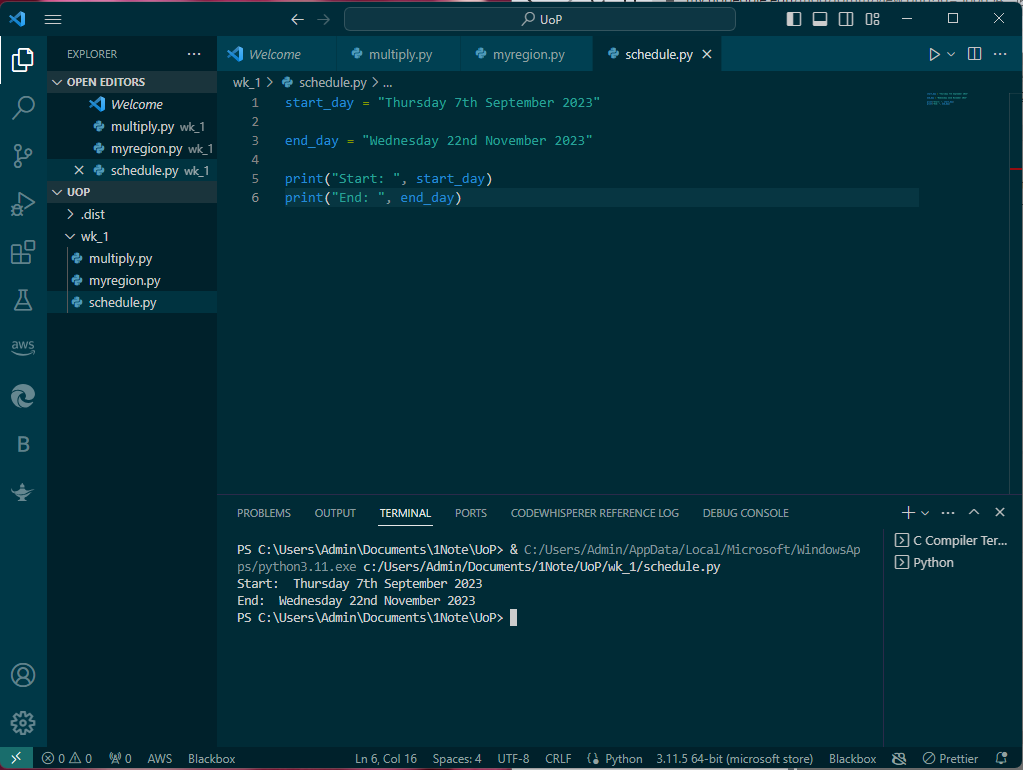 UoP
EXPLORER
OPEN EDITORS
Welcome
multiply.py wk_1
myregion.py wk_1
schedule.py wk_1
UOP
.dist
wk_1
multiply.py
myregion.py
schedule.py
aws
B
Welcome
multiply.py
myregion.py
schedule.py
wk_1 > schedule.py > ...
1 start_day = "Thursday 7th September 2023"
2
3 end_day = "Wednesday 22nd November 2023"
4
5 print("Start: ", start_day)
6 print("End: ", end_day)
PROBLEMS OUTPUT TERMINAL PORTS CODEWHISPERER REFERENCE LOG DEBUG CONSOLE
PS C:\Users\Admin\Documents\1Note\UoP> & C:/Users/Admin/AppData/Local/Microsoft/WindowsAp
ps/python3.11.exe c:/Users/Admin/Documents/1Note/UoP/wk_1/schedule.py
Start:  Thursday 7th September 2023
End:  Wednesday 22nd November 2023
PS C:\Users\Admin\Documents\1Note\UoP>
C Compiler Ter...
Python
0 0 0 AWS Blackbox Ln 6, Col 16 Spaces: 4 UTF-8 CRLF Python 3.11.5 64-bit (microsoft store) Blackbox Prettier